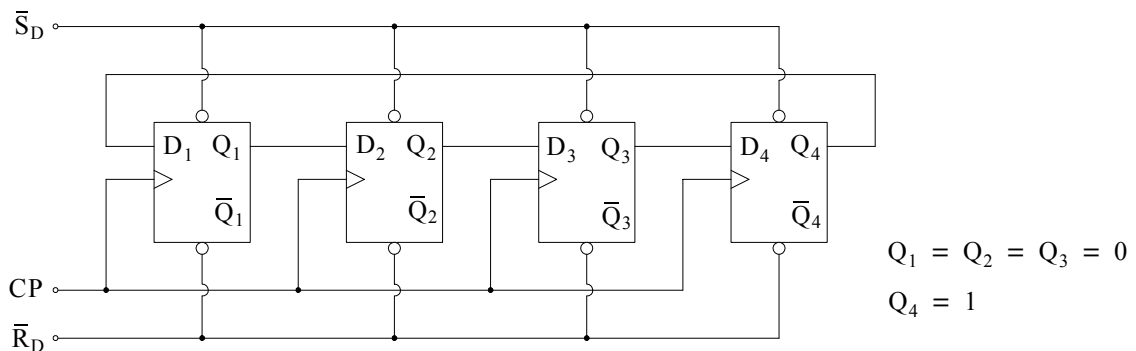 S̅D
D₁ Q₁ D₂ Q₂ D₃ Q₃ D₄ Q₄
Q̅₁ Q̅₂ Q̅₃ Q̅₄
Q₁ = Q₂ = Q₃ = 0
CP
Q₄ = 1
R̅D